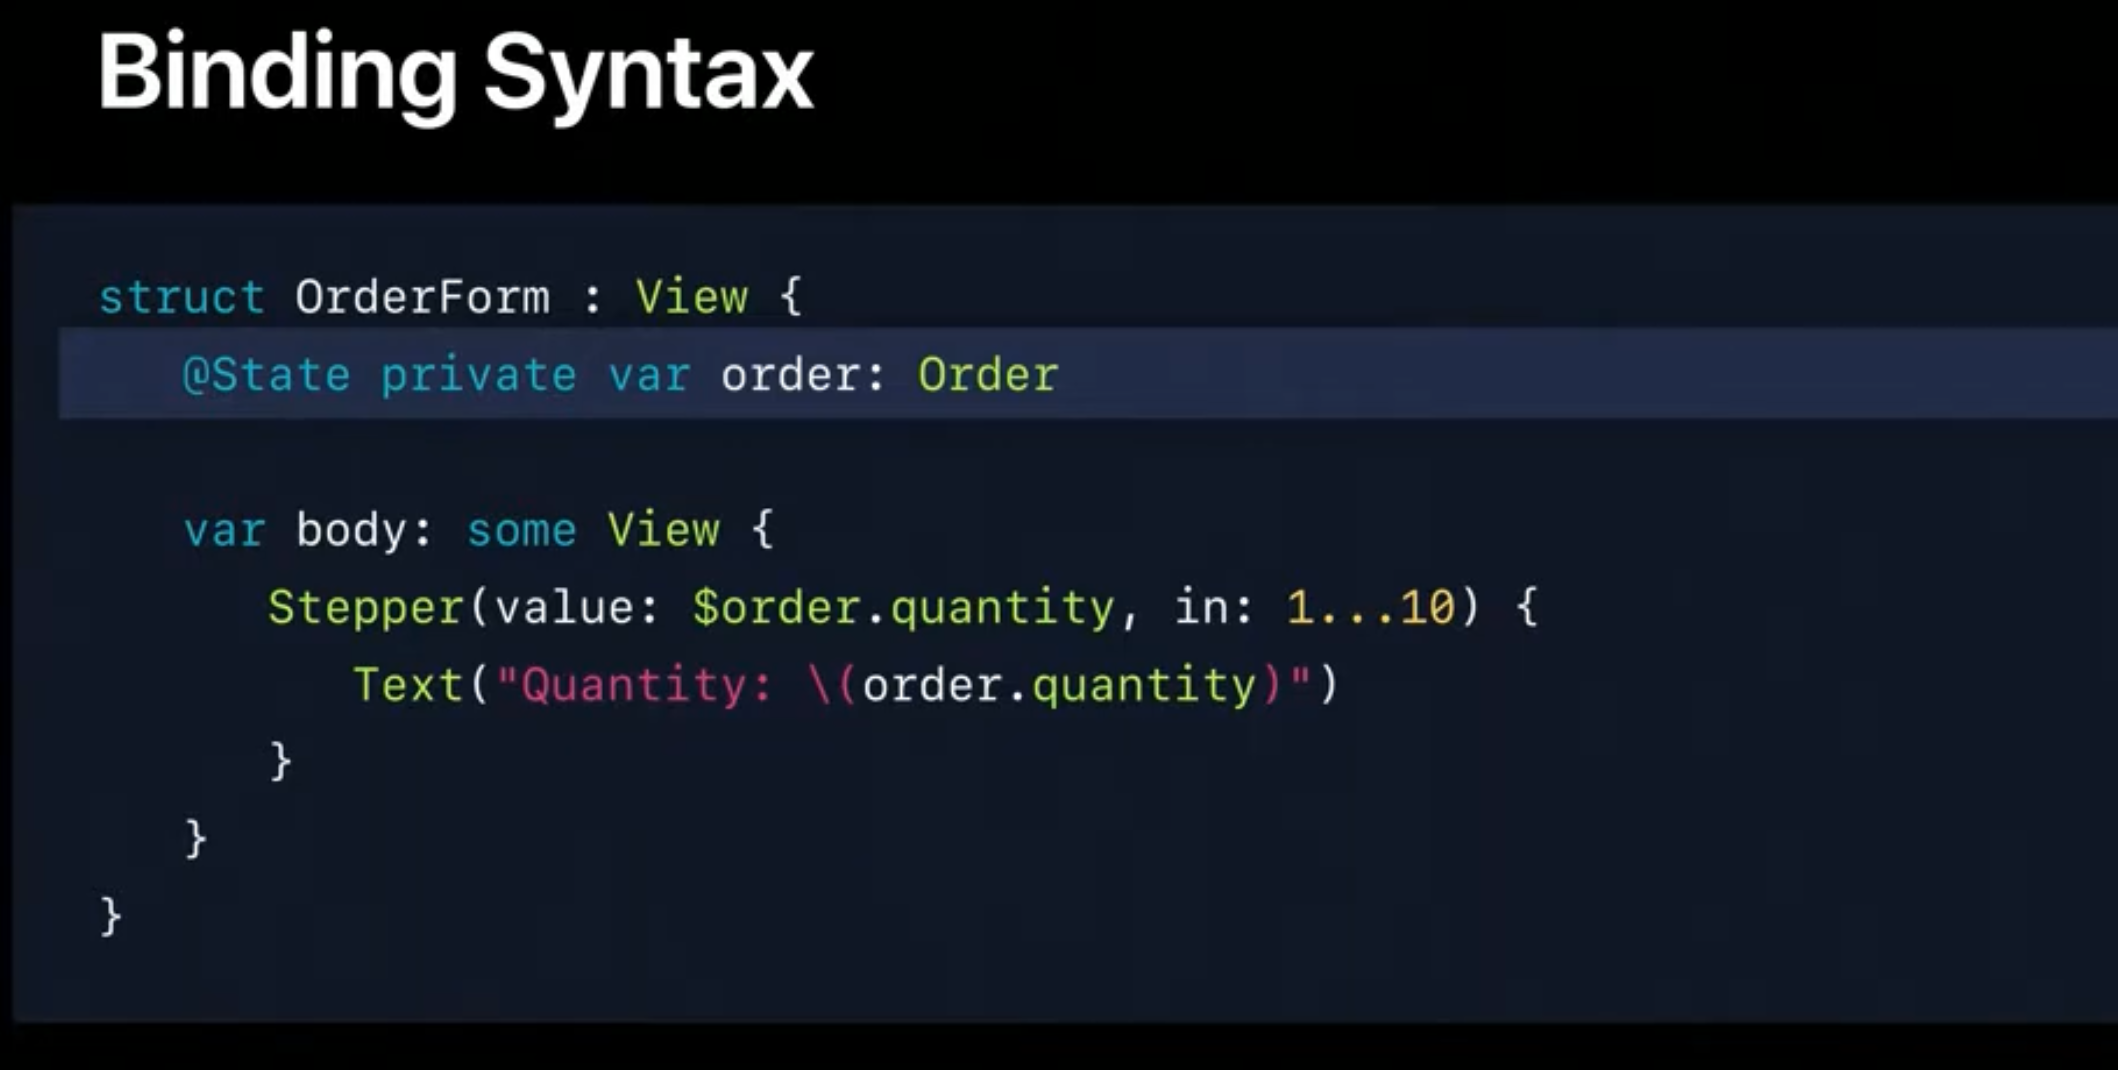 Binding Syntax
struct OrderForm : View {
@State private var order: Order
var body: some View {
Stepper(value: $order.quantity, in: 1...10) {
Text("Quantity: \(order.quantity)")
}
}
}